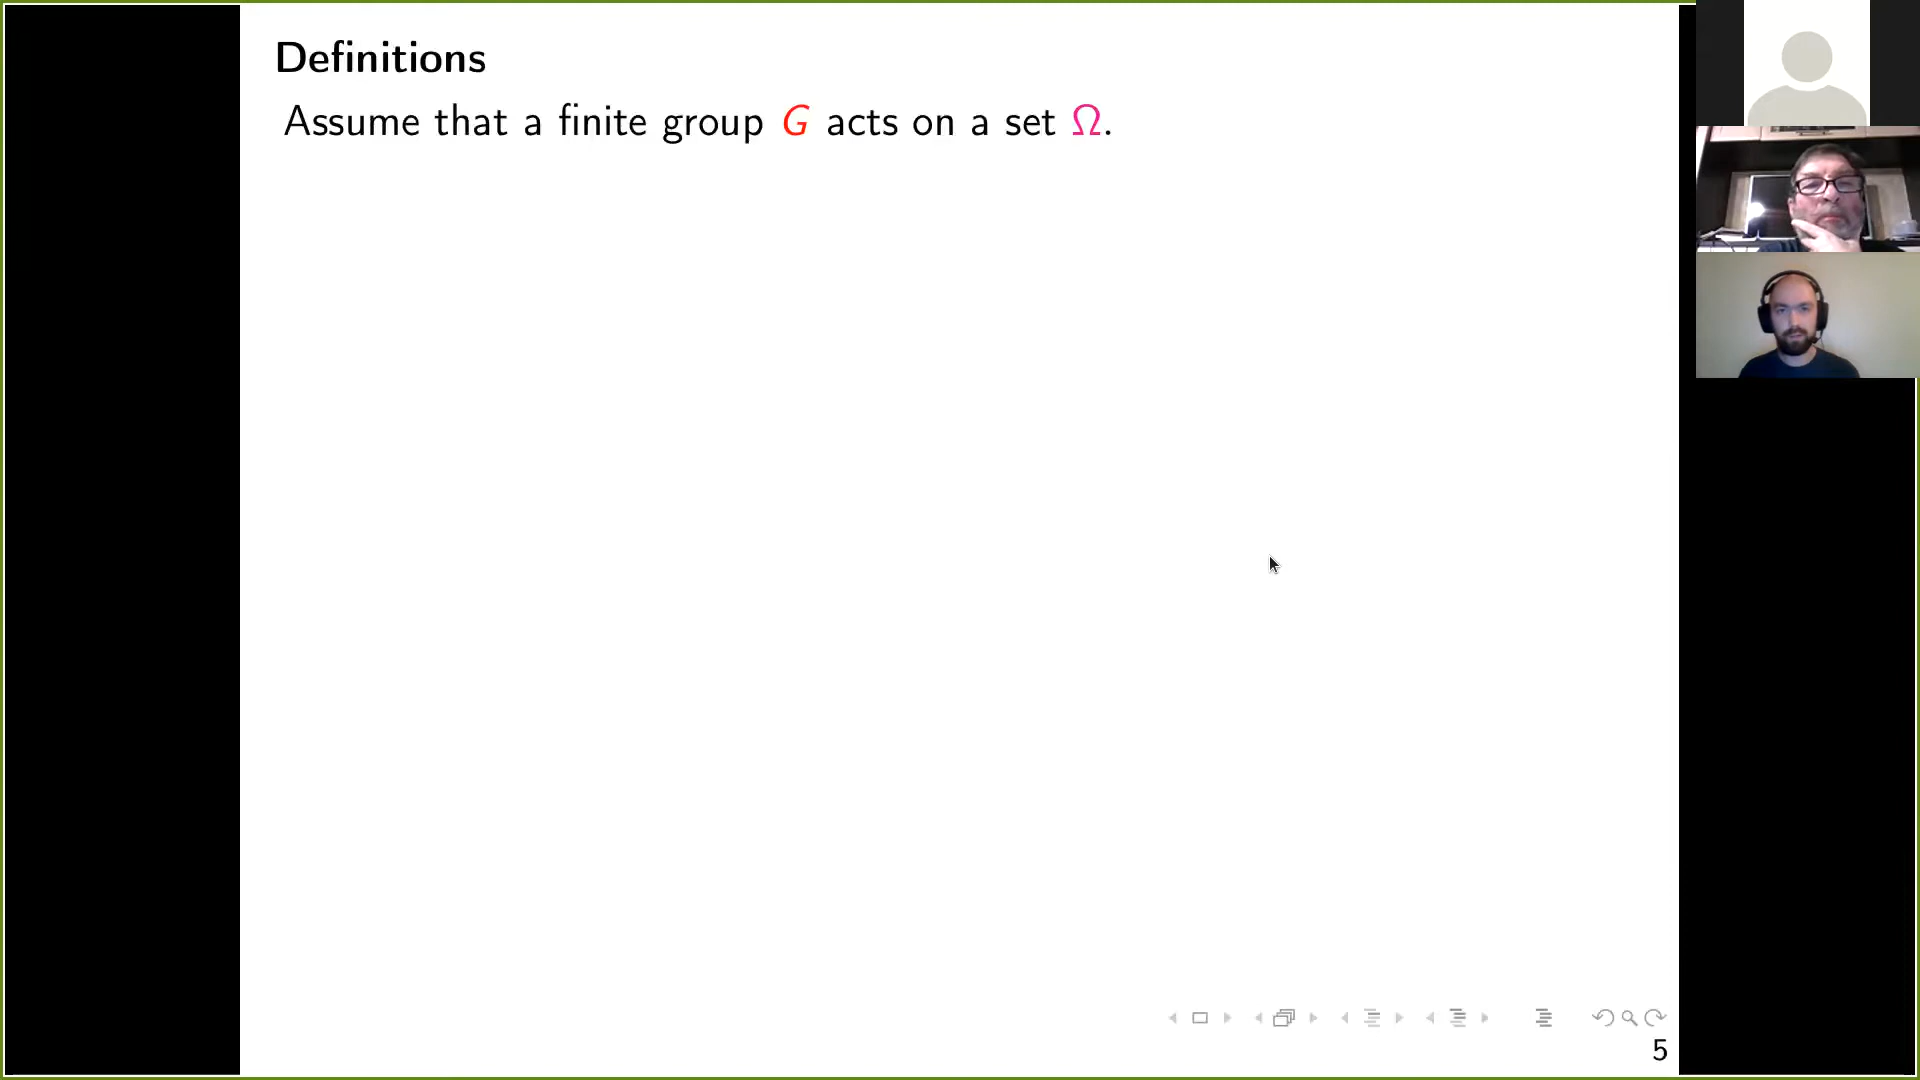 Definitions
Assume that a finite group G acts on a set Ω.
5